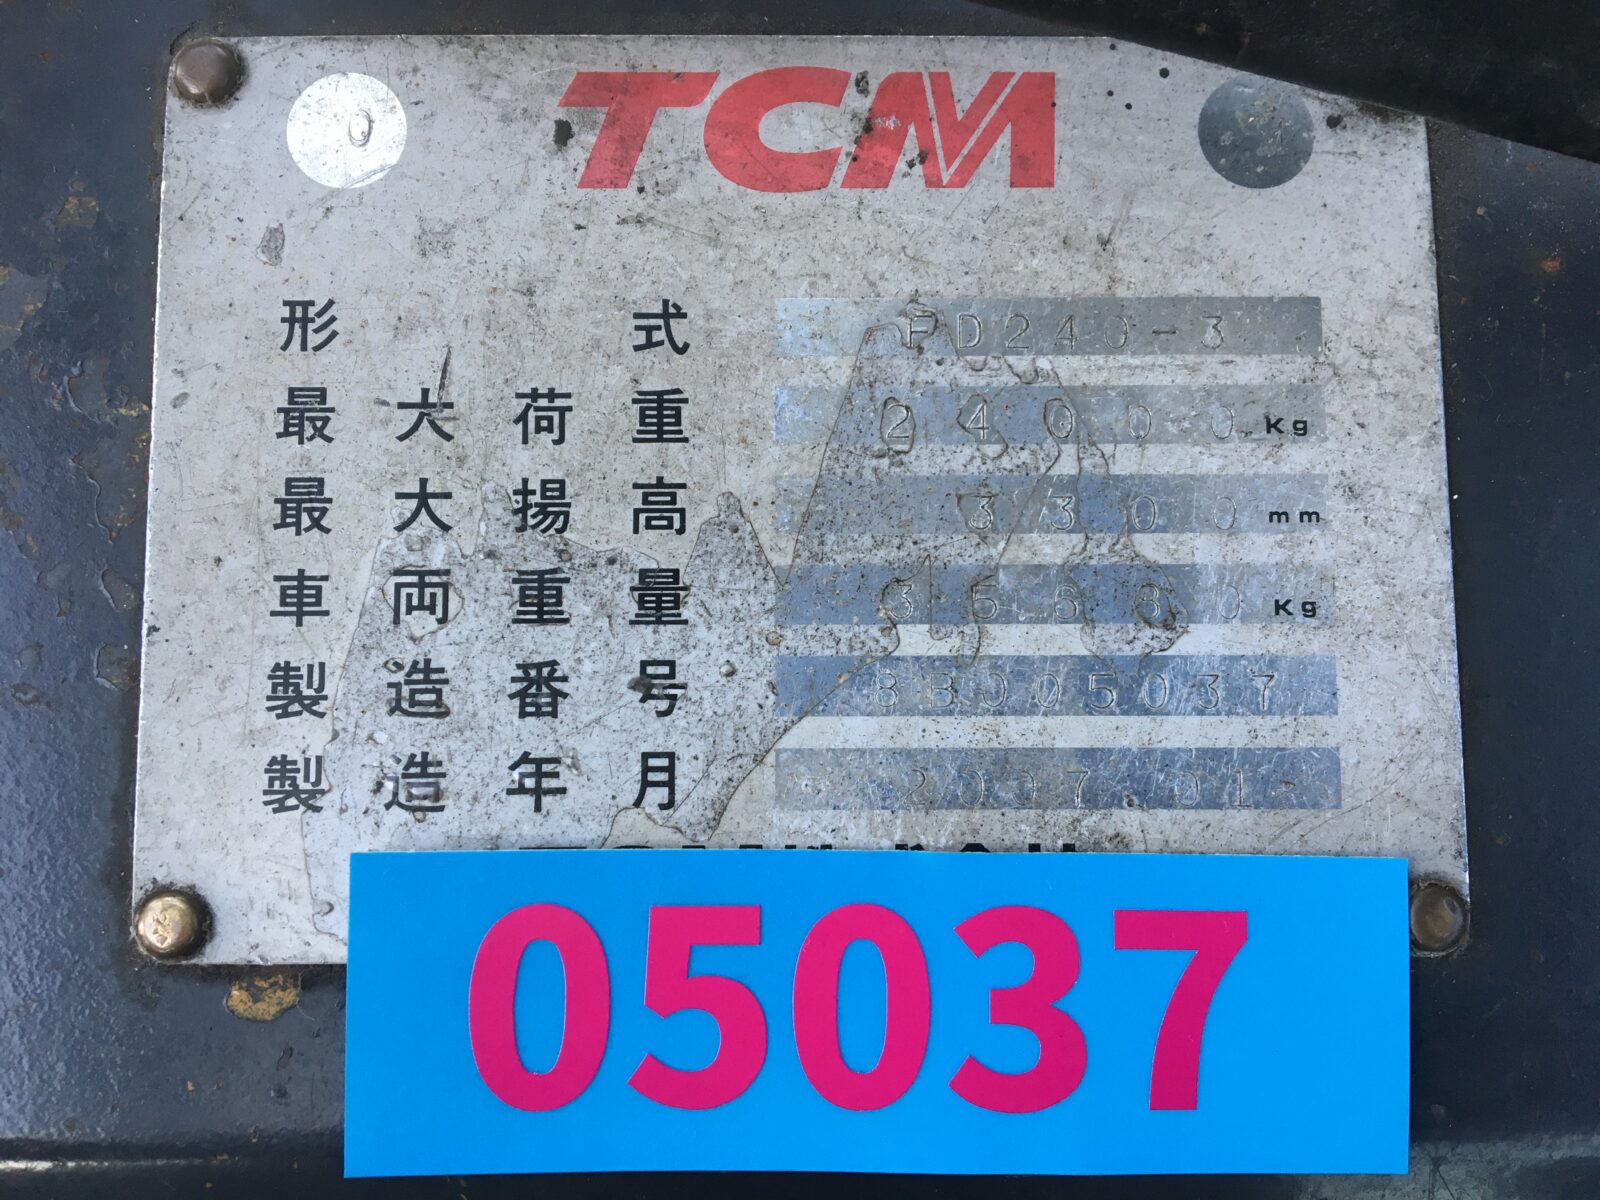 TCM
形式 FD240-3
最大荷重 24000 Kg
最大揚高 3300 mm
車両重量 Kg
製造番号 8B005037
製造年月 2007 01
05037